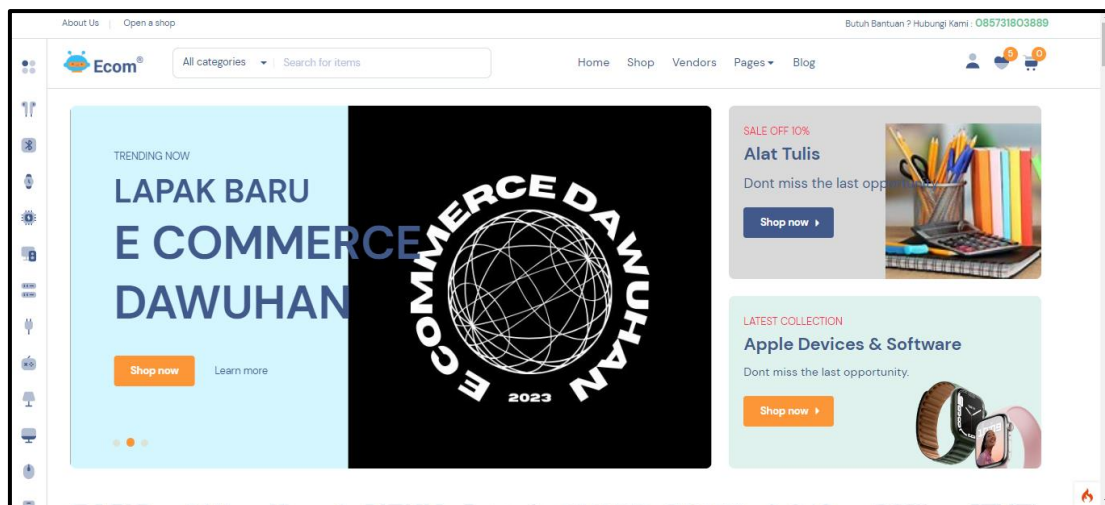 About Us | Open a shop
Butuh Bantuan ? Hubungi Kami : 085731803889
Ecom®
All categories
Search for items
Home Shop Vendors Pages Blog
5 0
TRENDING NOW
LAPAK BARU
E COMMERCE
DAWUHAN
Shop now
Learn more
E COMMERCE DAWUHAN
2023
SALE OFF 10%
Alat Tulis
Dont miss the last opportunity.
Shop now
LATEST COLLECTION
Apple Devices & Software
Dont miss the last opportunity.
Shop now